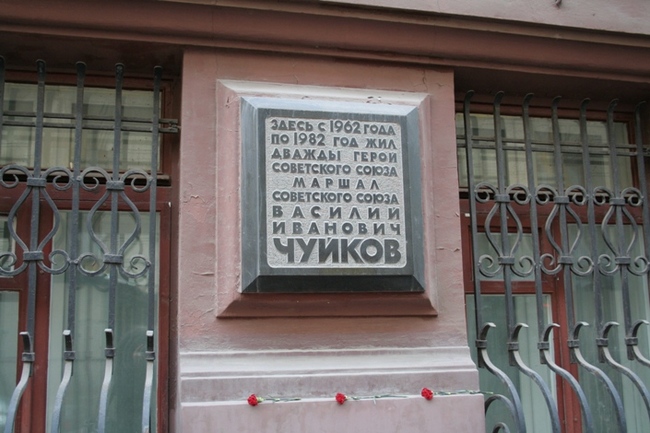 ЗДЕСЬ С 1962 ГОДА
ПО 1982 ГОД ЖИЛ
ДВАЖДЫ ГЕРОЙ
СОВЕТСКОГО СОЮЗА
МАРШАЛ
СОВЕТСКОГО СОЮЗА
ВАСИЛИЙ
ИВАНОВИЧ
ЧУЙКОВ